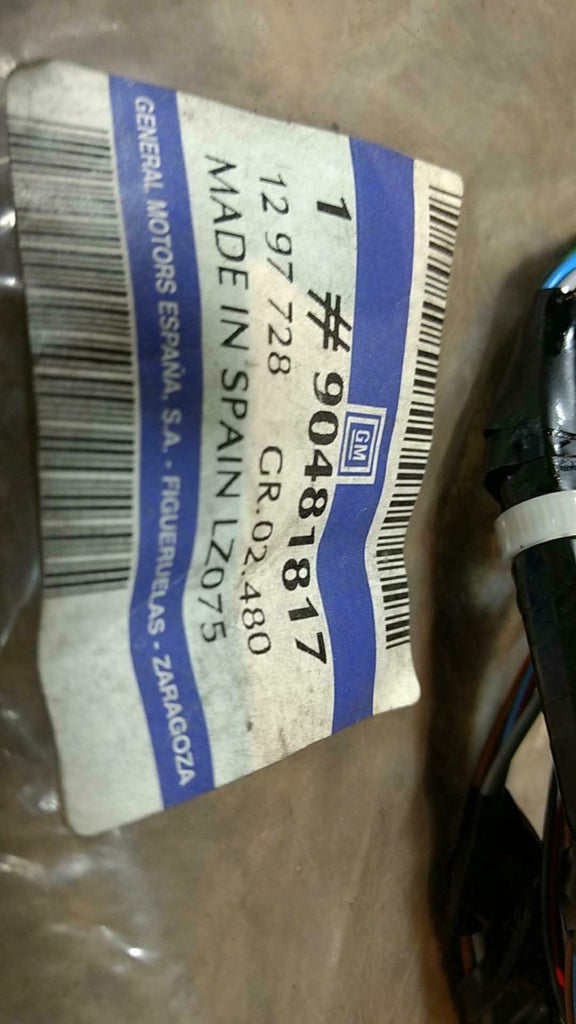 GM
1 # 90481817
12 97 728 GR.02.480
MADE IN SPAIN LZ075
GENERAL MOTORS ESPAÑA, S.A. - FIGUERUELAS - ZARAGOZA